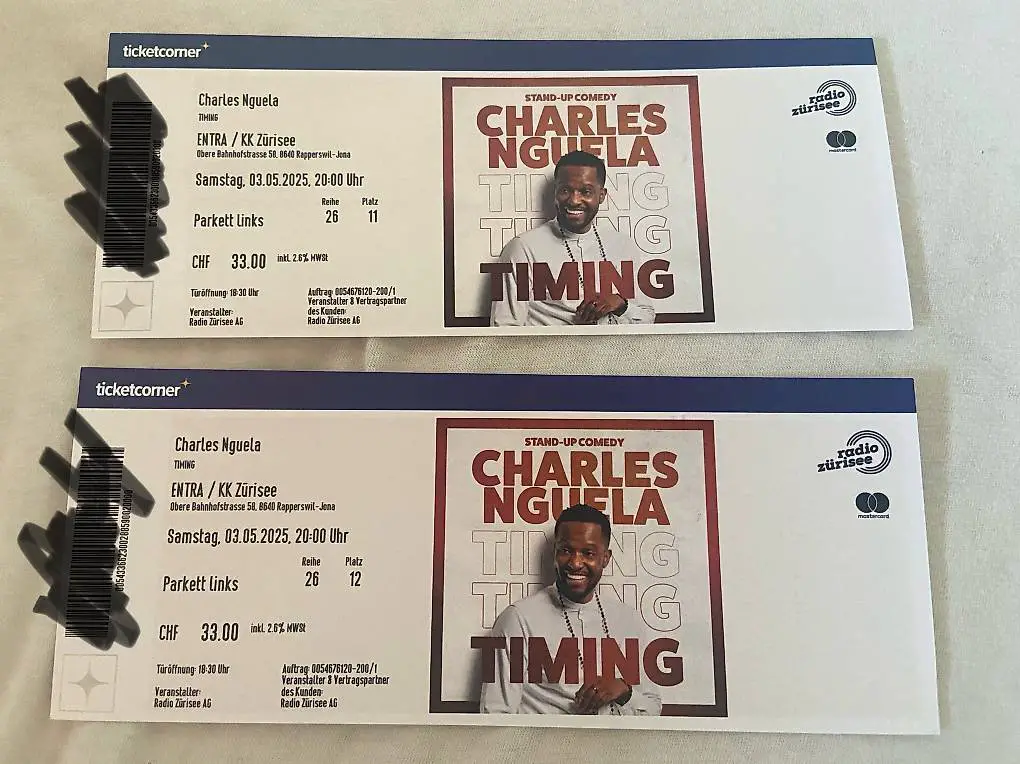 ticketcorner
Charles Nguela
TIMING
ENTRA / KK Zürisee
Obere Bahnhofstrasse 58, 8640 Rapperswil-Jona
Samstag, 03.05.2025, 20:00 Uhr
Reihe Platz
Parkett Links 26 11
CHF 33.00 inkl. 2.6% MWSt
Türöffnung: 18:30 Uhr
Veranstalter:
Radio Zürisee AG
Auftrag: 0054676120-200/1
Veranstalter & Vertragspartner
des Kunden:
Radio Zürisee AG
STAND-UP COMEDY
CHARLES
NGUELA
TIMING
TIMING
TIMING
radio
zürisee
mastercard
ticketcorner
Charles Nguela
TIMING
ENTRA / KK Zürisee
Obere Bahnhofstrasse 58, 8640 Rapperswil-Jona
Samstag, 03.05.2025, 20:00 Uhr
Reihe Platz
Parkett Links 26 12
CHF 33.00 inkl. 2.6% MWSt
Türöffnung: 18:30 Uhr
Veranstalter:
Radio Zürisee AG
Auftrag: 0054676120-200/1
Veranstalter & Vertragspartner
des Kunden:
Radio Zürisee AG
STAND-UP COMEDY
CHARLES
NGUELA
TIMING
TIMING
TIMING
radio
zürisee
mastercard